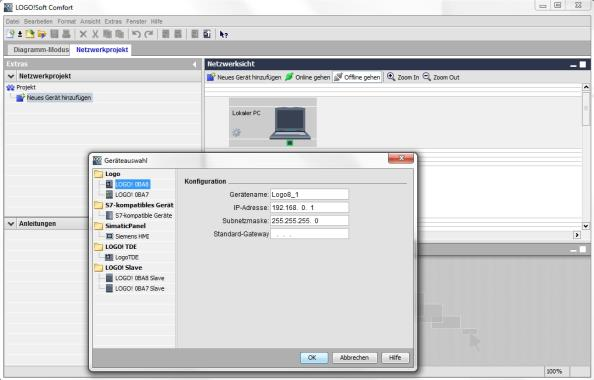 LOGO!Soft Comfort
Datei Bearbeiten Format Ansicht Extras Fenster Hilfe
Diagramm-Modus Netzwerkprojekt
Extras
Netzwerkprojekt
Projekt
Neues Gerät hinzufügen
Anleitungen
Netzwerksicht
Neues Gerät hinzufügen Online gehen Offline gehen Zoom In Zoom Out
Lokaler PC
Geräteauswahl
Logo
LOGO! 0BA8
LOGO! 0BA7
S7-kompatibles Gerät
S7-kompatible Geräte
SimaticPanel
Siemens HMI
LOGO! TDE
LogoTDE
LOGO! Slave
LOGO! 0BA8 Slave
LOGO! 0BA7 Slave
Konfiguration
Gerätename: Logo8_1
IP-Adresse: 192.168. 0. 1
Subnetzmaske: 255.255.255. 0
Standard-Gateway . . .
OK Abbrechen Hilfe
100%